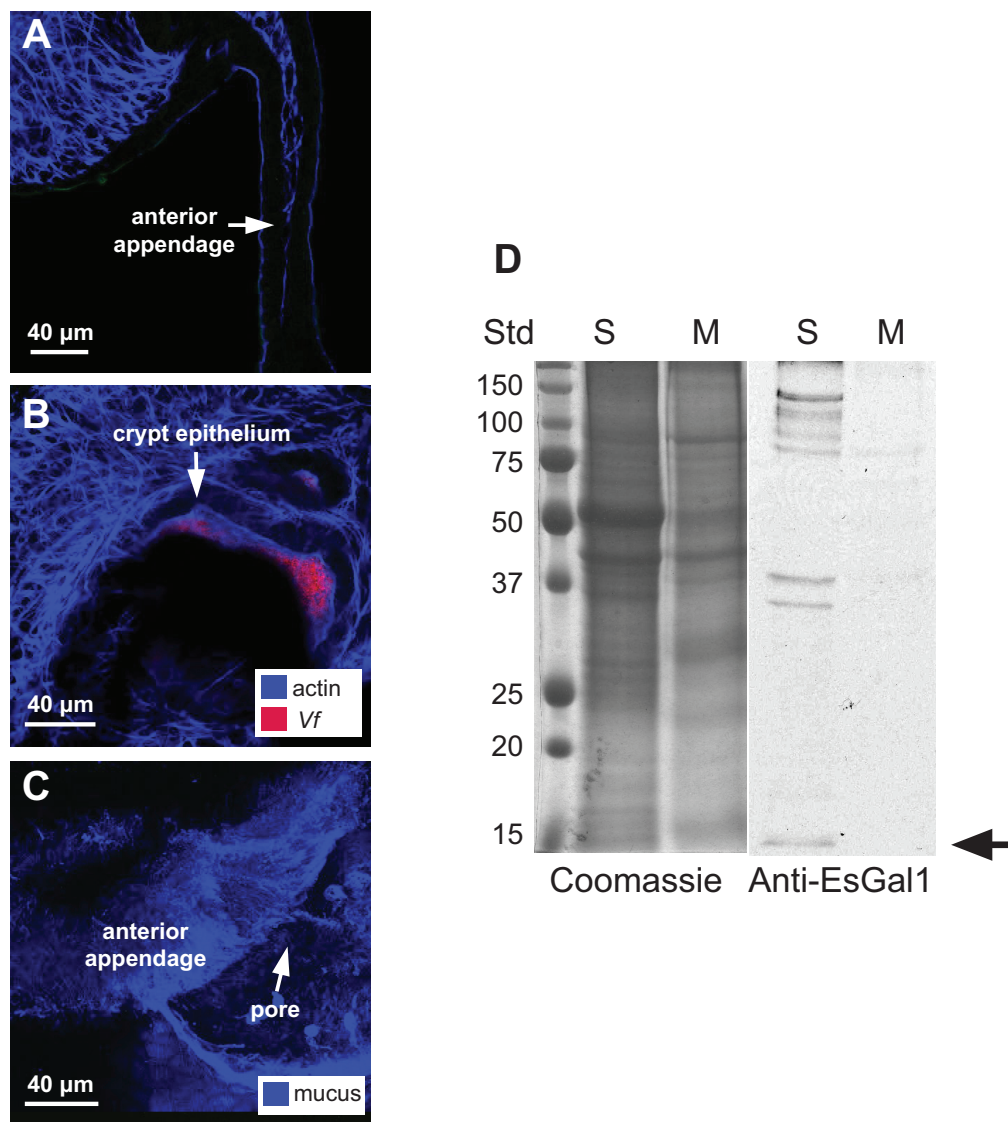 A
anterior
appendage
40 µm
B
crypt epithelium
actin
Vf
40 µm
C
anterior
appendage
pore
40 µm
mucus
D
Std S M S M
150
100
75
50
37
25
20
15
Coomassie Anti-EsGal1